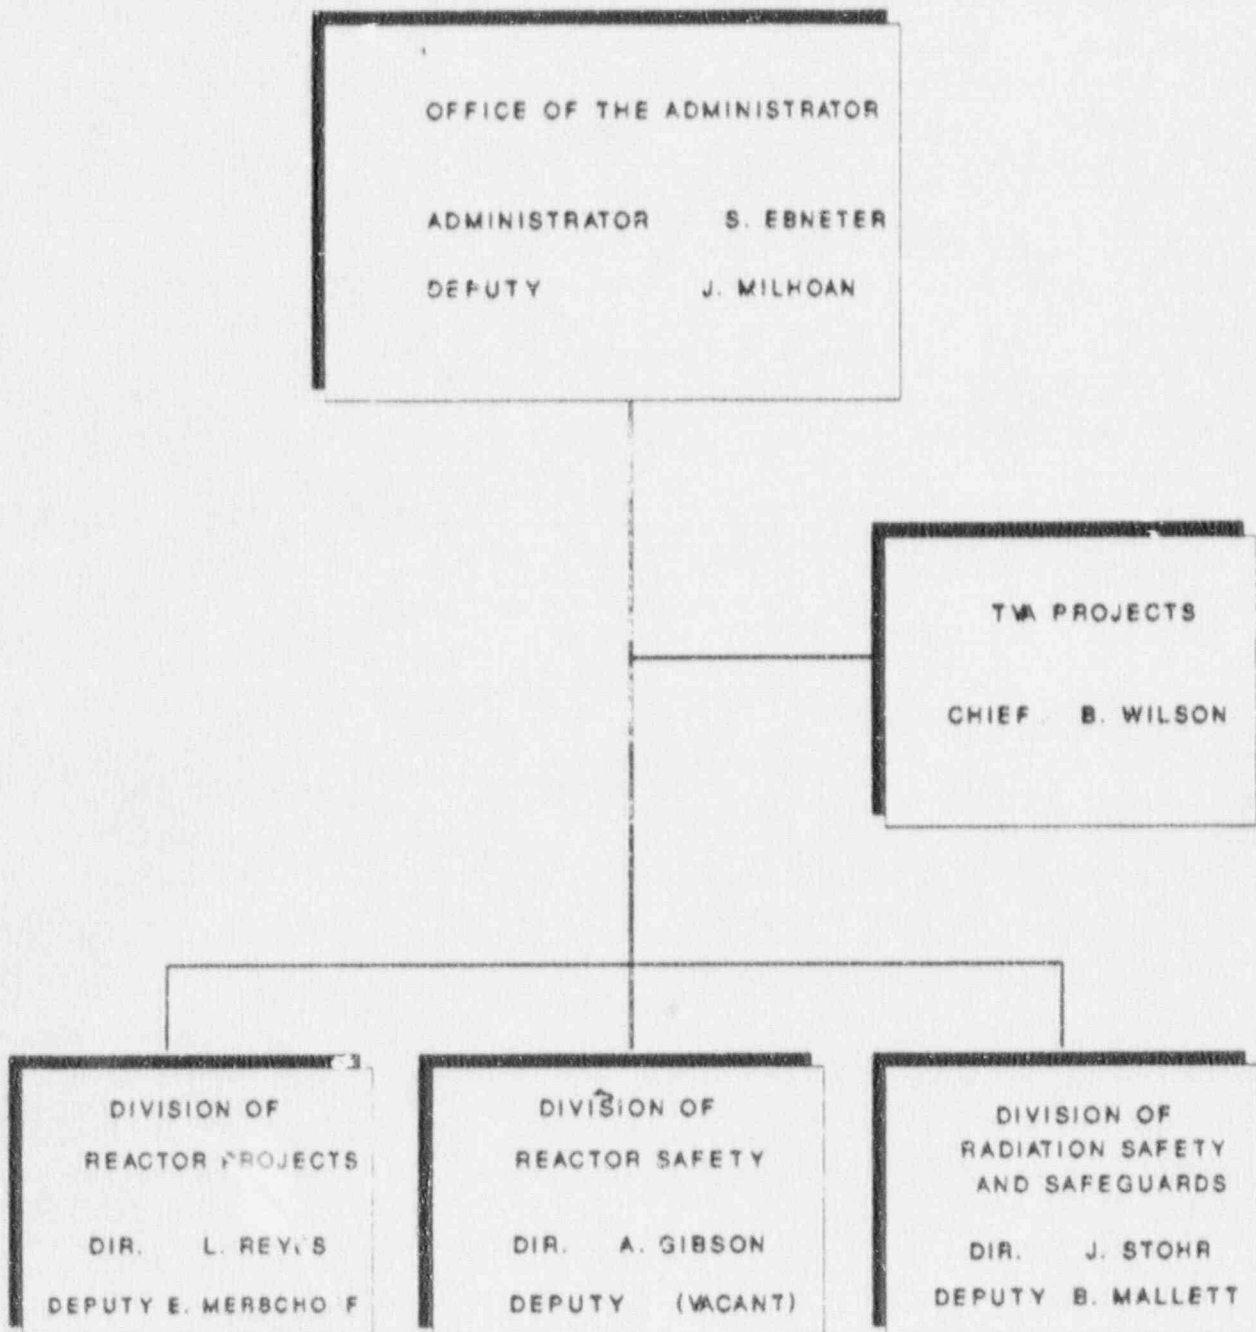 OFFICE OF THE ADMINISTRATOR
ADMINISTRATOR S. EBNETER
DEPUTY J. MILHOAN
TVA PROJECTS
CHIEF B. WILSON
DIVISION OF
REACTOR PROJECTS
DIR. L. REYES
DEPUTY E.
DIVISION OF
REACTOR SAFETY
DIR. A. GIBSON
DEPUTY (VACANT)
DIVISION OF
RADIATION SAFETY
AND SAFEGUARDS
DIR. J. STOHR
DEPUTY B. MALLETT